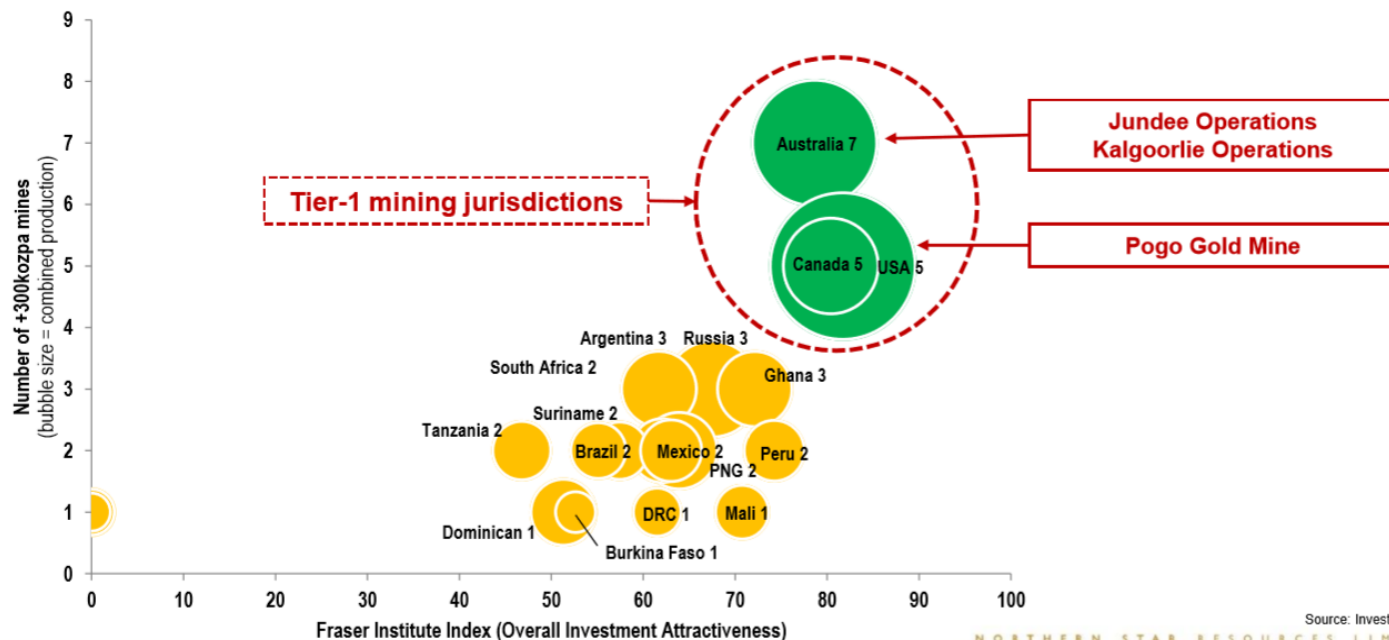 9
8
7
6
5
4
3
2
1
0
Number of +300kozpa mines
(bubble size = combined production)
Tier-1 mining jurisdictions
Australia 7
Canada 5
USA 5
Jundee Operations
Kalgoorlie Operations
Pogo Gold Mine
Argentina 3
Russia 3
South Africa 2
Ghana 3
Suriname 2
Tanzania 2
Brazil 2
Mexico 2
PNG 2
Peru 2
Dominican 1
Burkina Faso 1
DRC 1
Mali 1
0 10 20 30 40 50 60 70 80 90 100
Fraser Institute Index (Overall Investment Attractiveness)
Source:
NORTHERN STAR RESOURCES